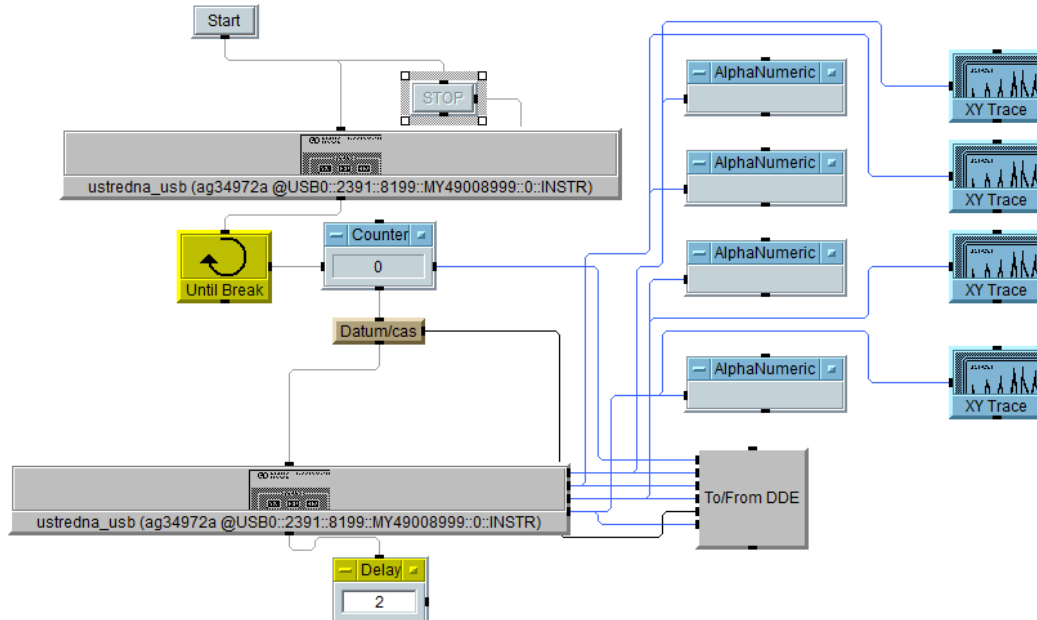 Start
STOP
AlphaNumeric
XY Trace
ustredna_usb (ag34972a @USB0::2391::8199::MY49008999::0::INSTR)
AlphaNumeric
XY Trace
Counter
0
Until Break
AlphaNumeric
XY Trace
Datum/cas
AlphaNumeric
XY Trace
To/From DDE
ustredna_usb (ag34972a @USB0::2391::8199::MY49008999::0::INSTR)
Delay
2